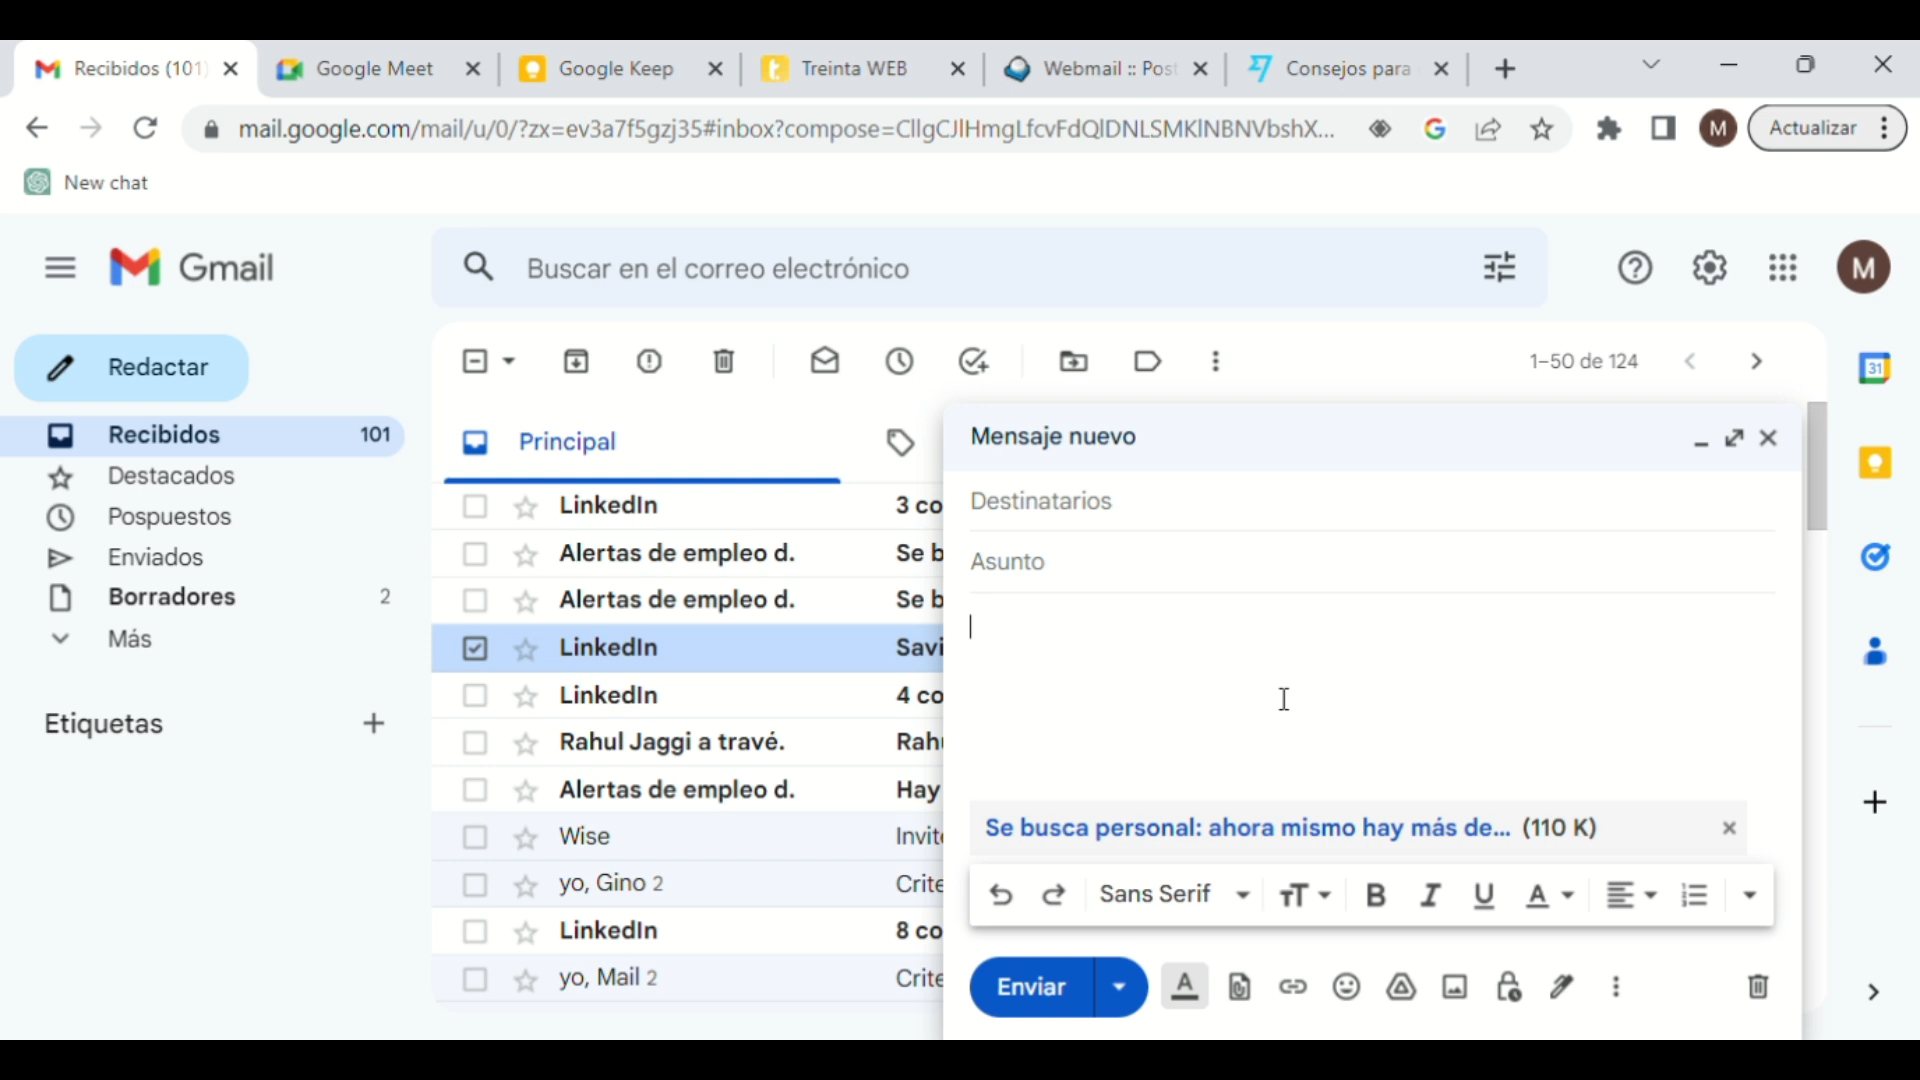 Recibidos (101)
Google Meet
Google Keep
Treinta WEB
Webmail :: Post
Consejos para
mail.google.com/mail/u/0/?zx=ev3a7f5gzj35#inbox?compose=CllgCJlHmgLfcvFdQlDNLSMKlNBNVbshX...
M
Actualizar
New chat
Gmail
Buscar en el correo electrónico
M
Redactar
1–50 de 124
31
Recibidos 101
Destacados
Pospuestos
Enviados
Borradores 2
Más
Etiquetas
Principal
LinkedIn 3 co
Alertas de empleo d. Se b
Alertas de empleo d. Se b
LinkedIn Savi
LinkedIn 4 co
Rahul Jaggi a travé. Rahu
Alertas de empleo d. Hay
Wise Invit
yo, Gino 2 Crite
LinkedIn 8 co
yo, Mail 2 Crite
Mensaje nuevo
Destinatarios
Asunto
Se busca personal: ahora mismo hay más de... (110 K)
Sans Serif
Enviar